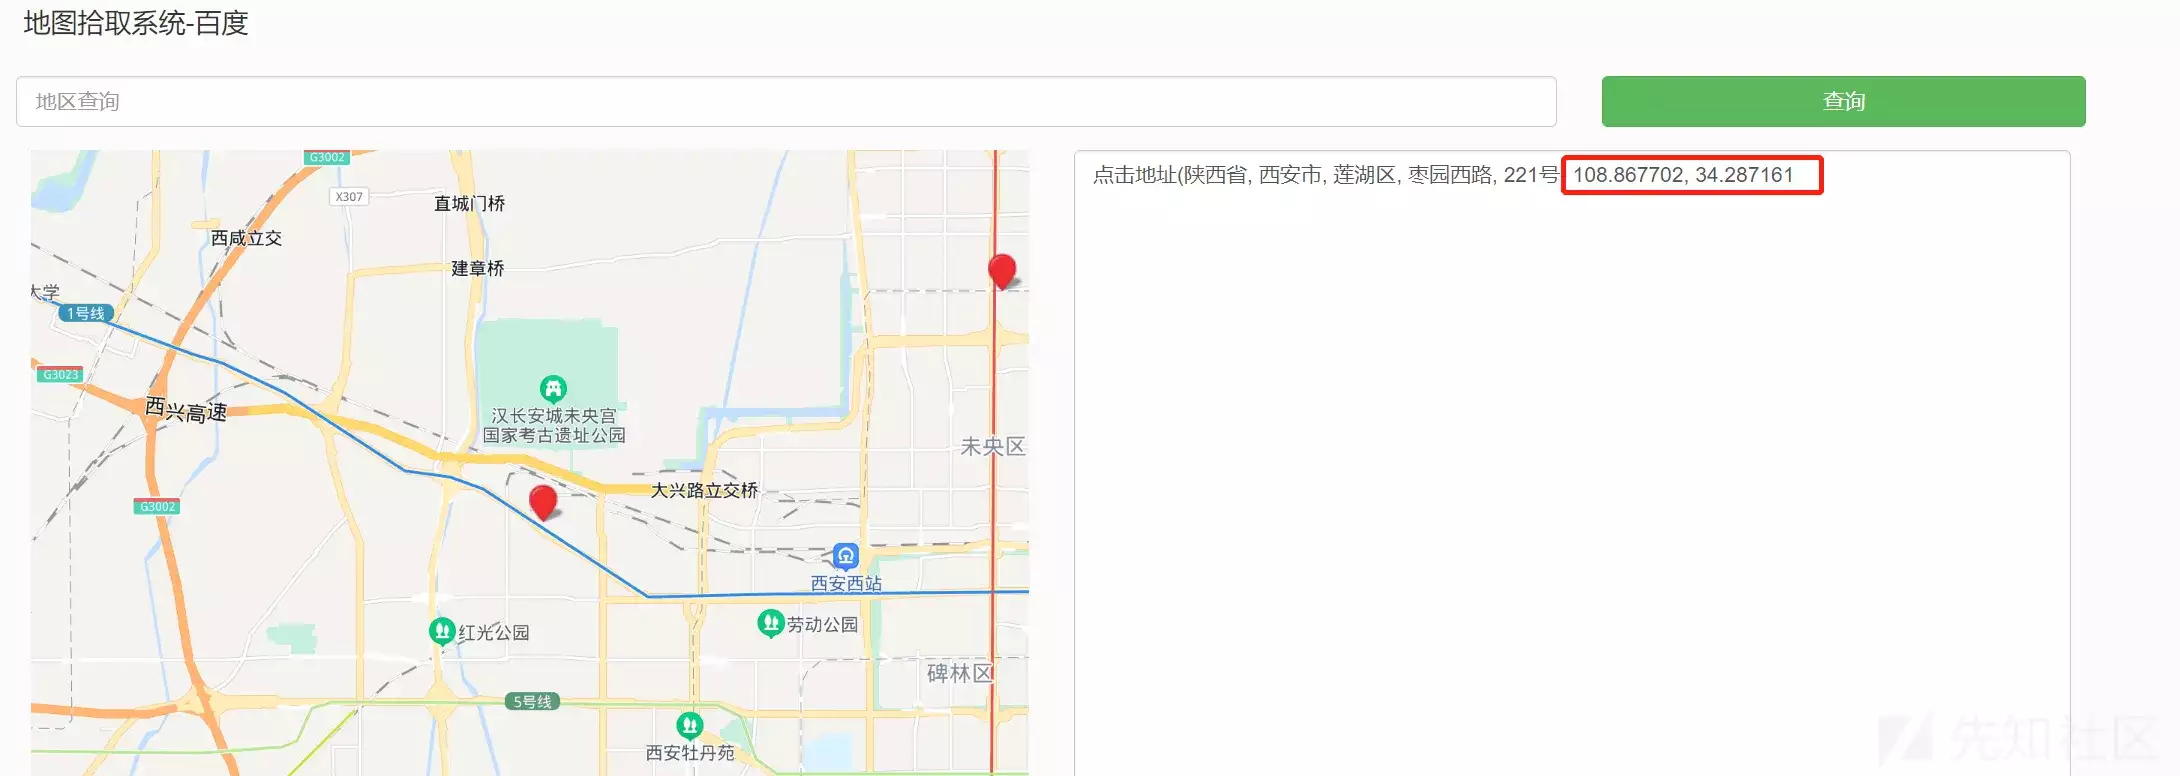 地图拾取系统-百度
地区查询
查询
点击地址(陕西省, 西安市, 莲湖区, 枣园西路, 221号 108.867702, 34.287161
G3002
X307
直城门桥
西咸立交
建章桥
大学
1号线
G3023
西兴高速
汉长安城未央宫
国家考古遗址公园
未央区
大兴路立交桥
G3002
西安西站
红光公园
劳动公园
碑林区
5号线
西安牡丹苑
先知社区